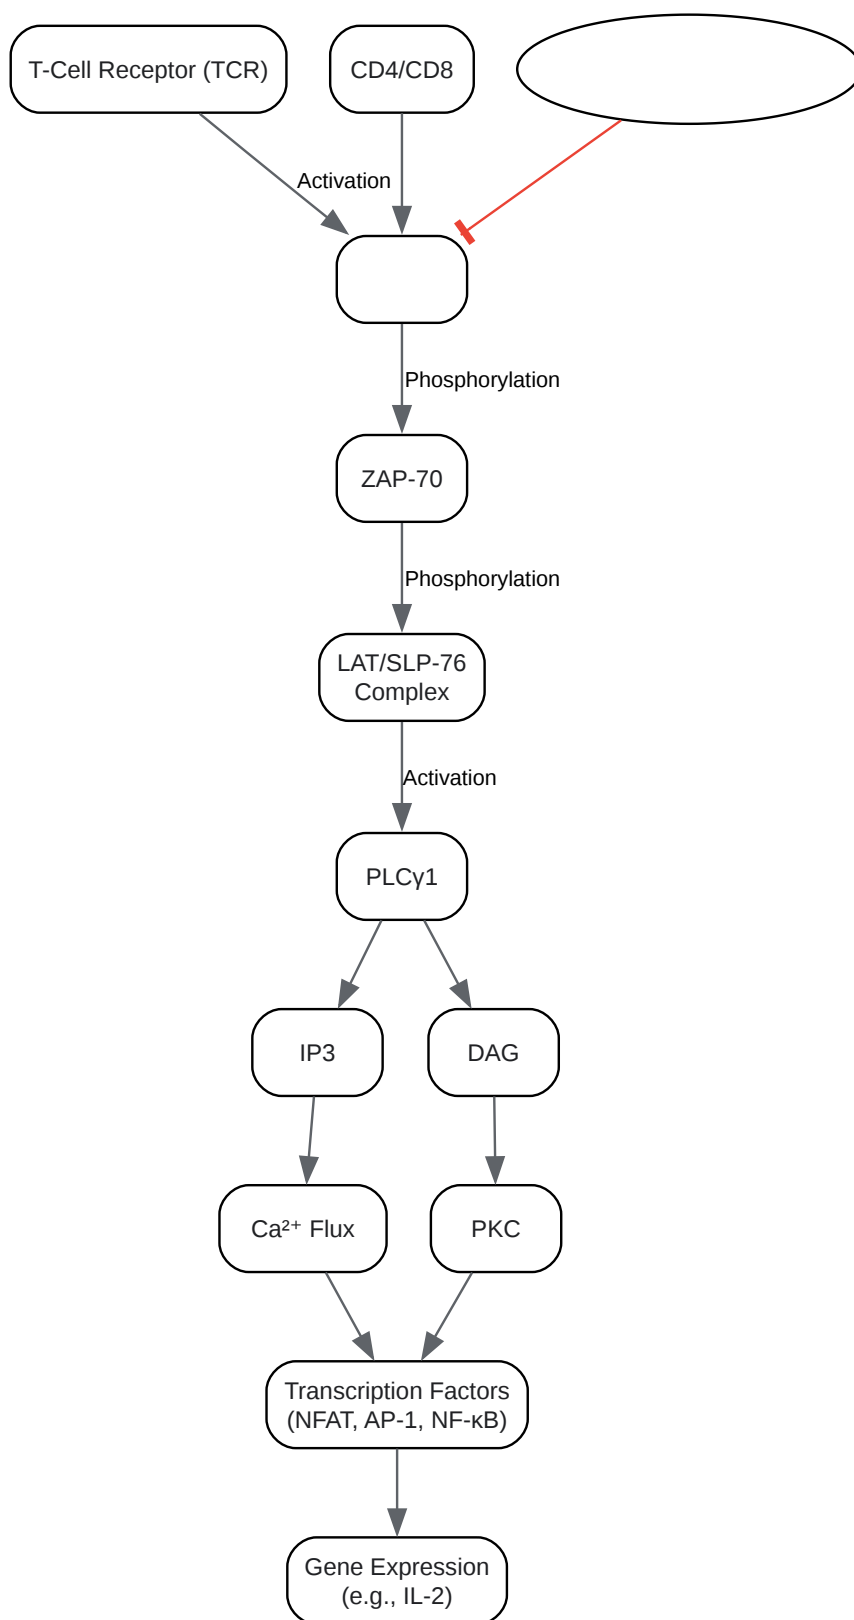 T-Cell Receptor (TCR)
CD4/CD8
Activation
Phosphorylation
ZAP-70
Phosphorylation
LAT/SLP-76
Complex
Activation
PLCγ1
IP3
DAG
Ca²⁺ Flux
PKC
Transcription Factors
(NFAT, AP-1, NF-κB)
Gene Expression
(e.g., IL-2)